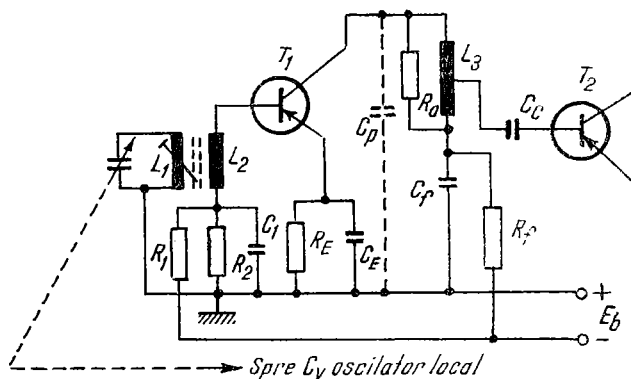 T1
L3
T2
Ra
Cc
Cp
L1
L2
Cf
R1
R2
C1
RE
CE
Rf
+
Eb
-
Spre Cv oscilator local